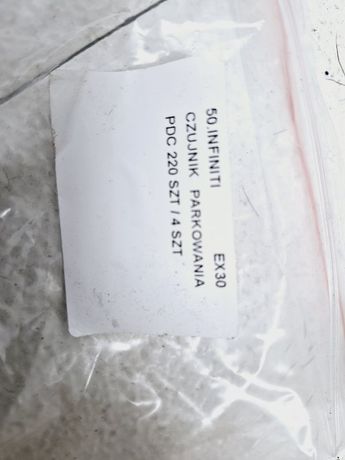 50.INFINITI EX30
CZUJNIK PARKOWANIA
PDC 220 SZT / 4 SZT